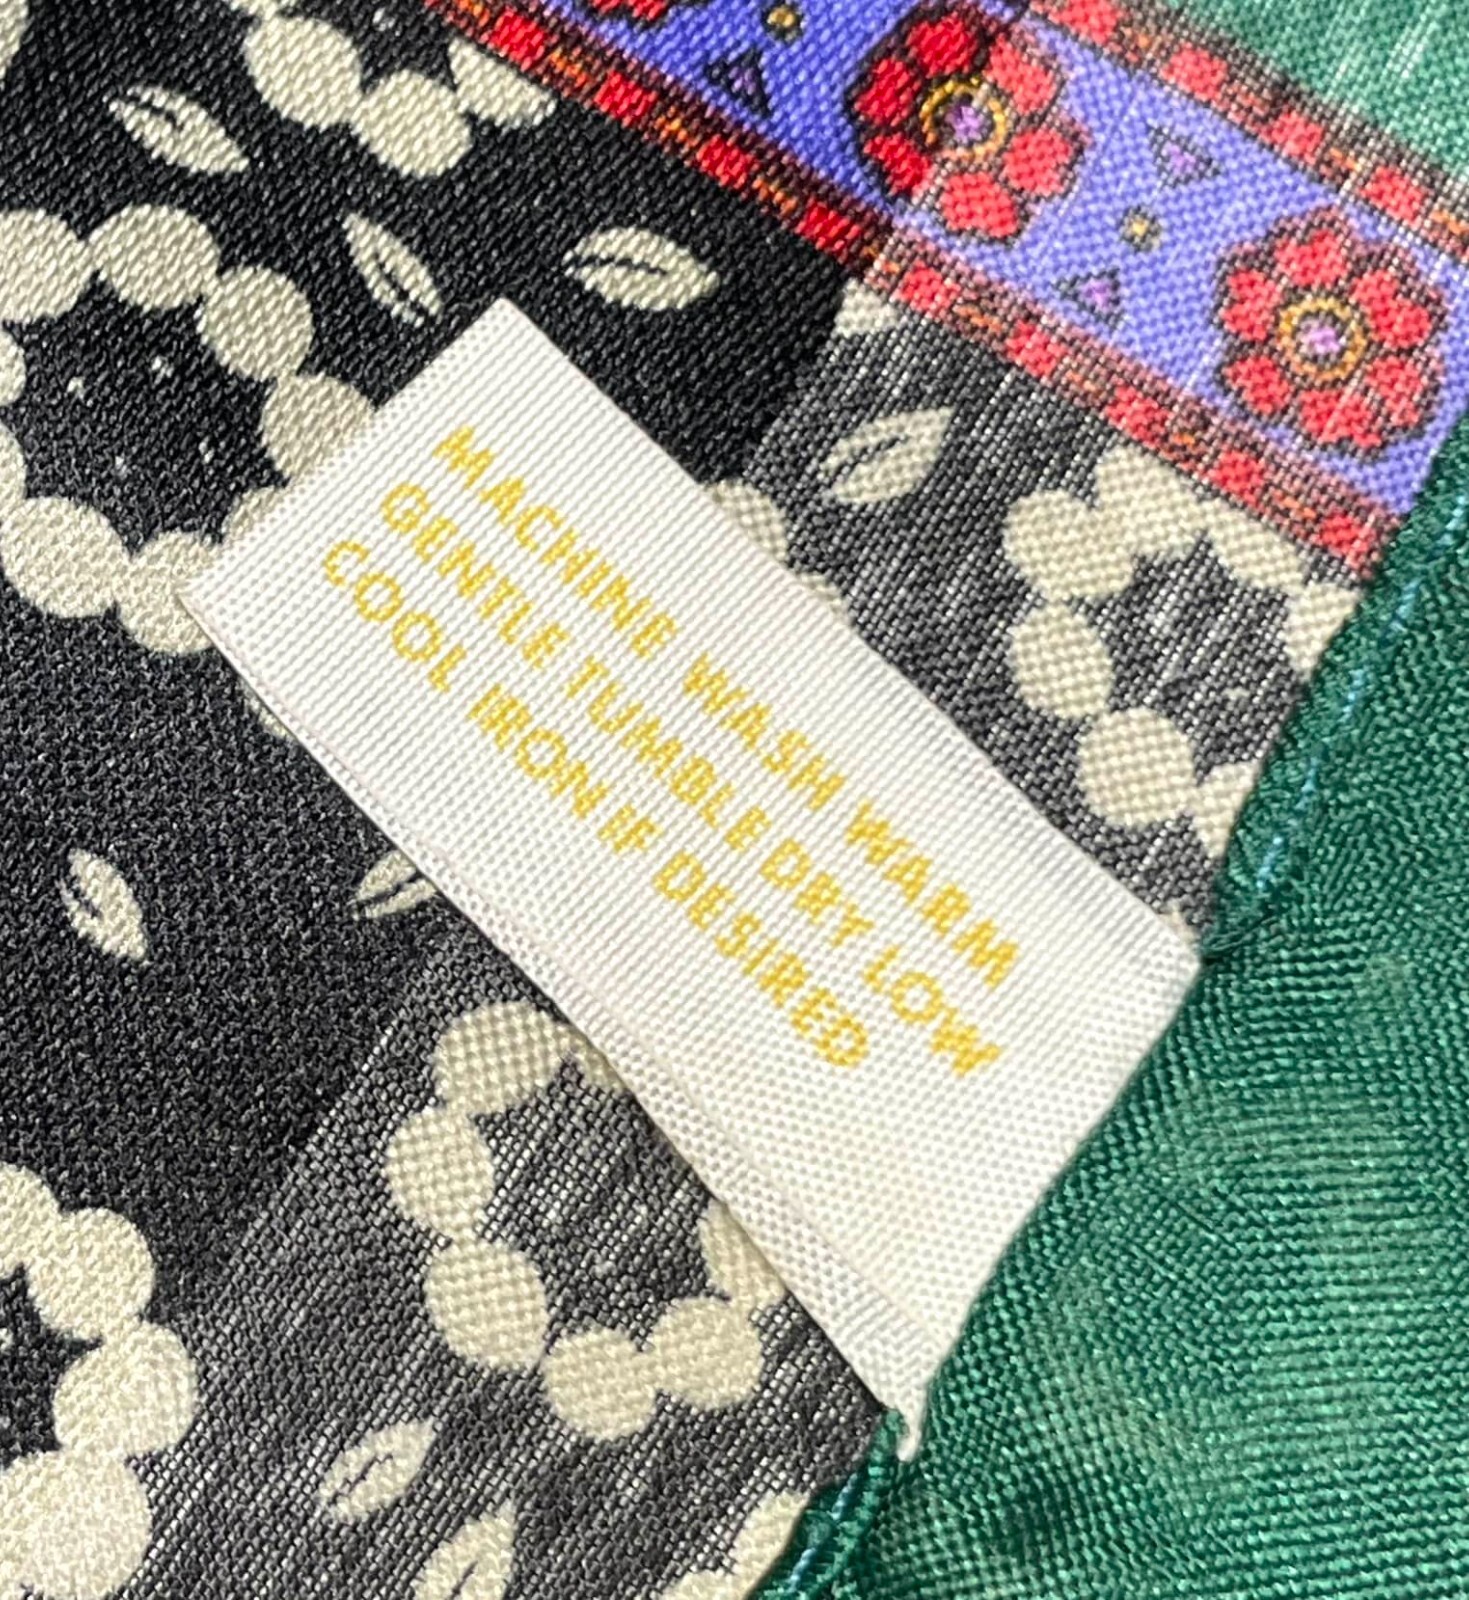 MACHINE WASH WARM
GENTLE TUMBLE DRY LOW
COOL IRON IF DESIRED